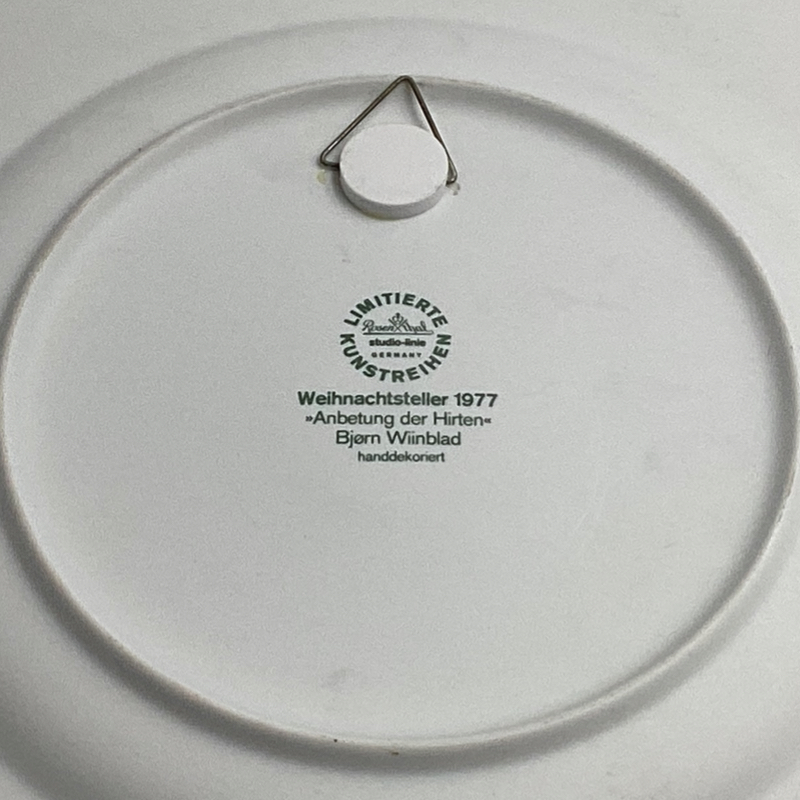 LIMITIERTE
Rosenthal
studio-linie
GERMANY
KUNSTREIHEN
Weihnachtsteller 1977
»Anbetung der Hirten«
Bjørn Wiinblad
handdekoriert